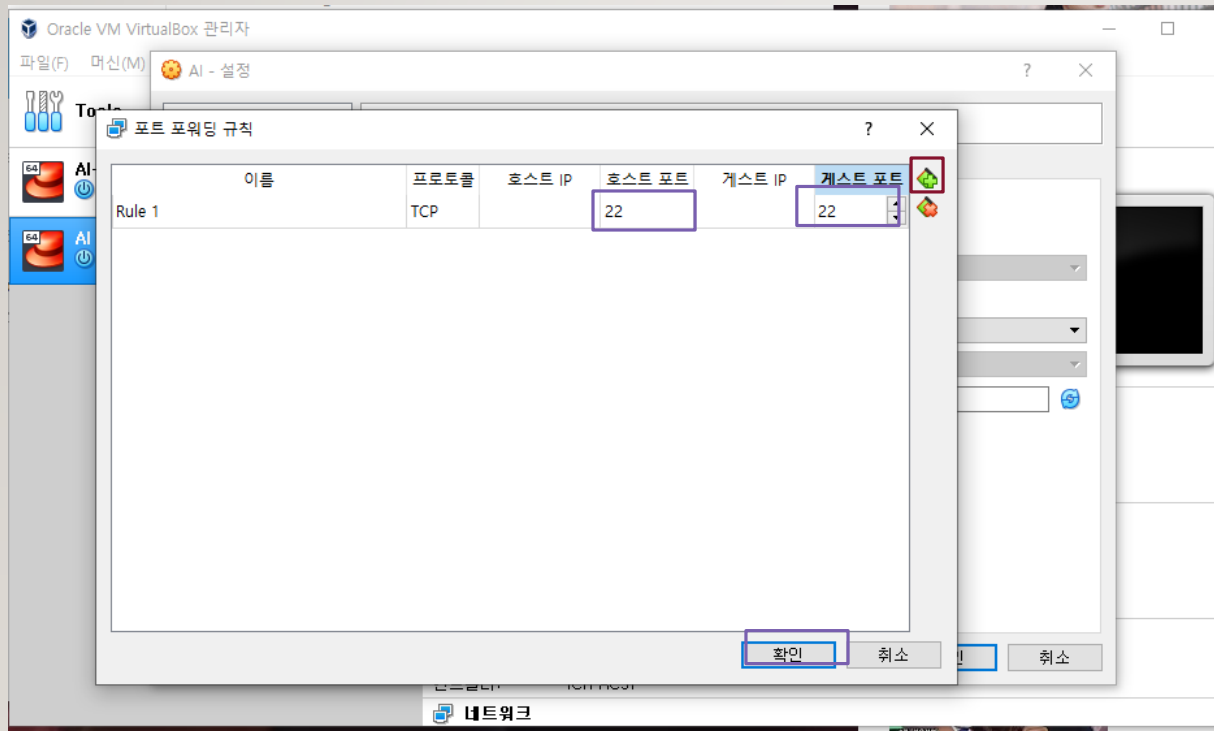 Oracle VM VirtualBox 관리자
파일(F) 머신(M)
AI - 설정
?
포트 포워딩 규칙
?
64 AI-
이름 프로토콜 호스트 IP 호스트 포트 게스트 IP 게스트 포트
Rule 1 TCP 22 22
64 AI
확인 취소
취소
네트워크